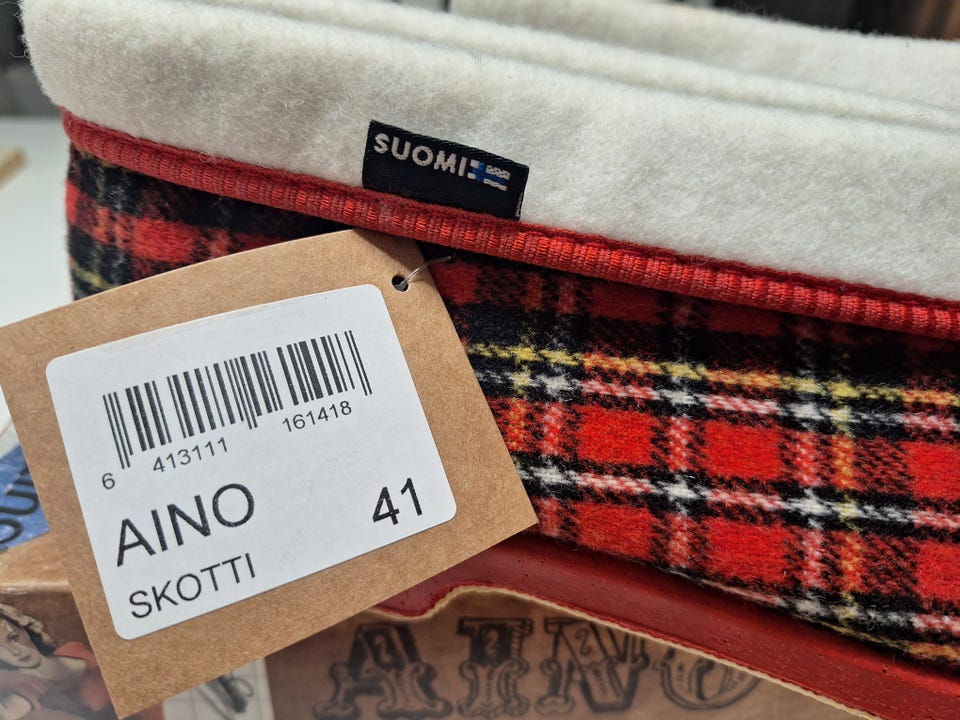 SUOMI
6 413111 161418
AINO 41
SKOTTI
AINO